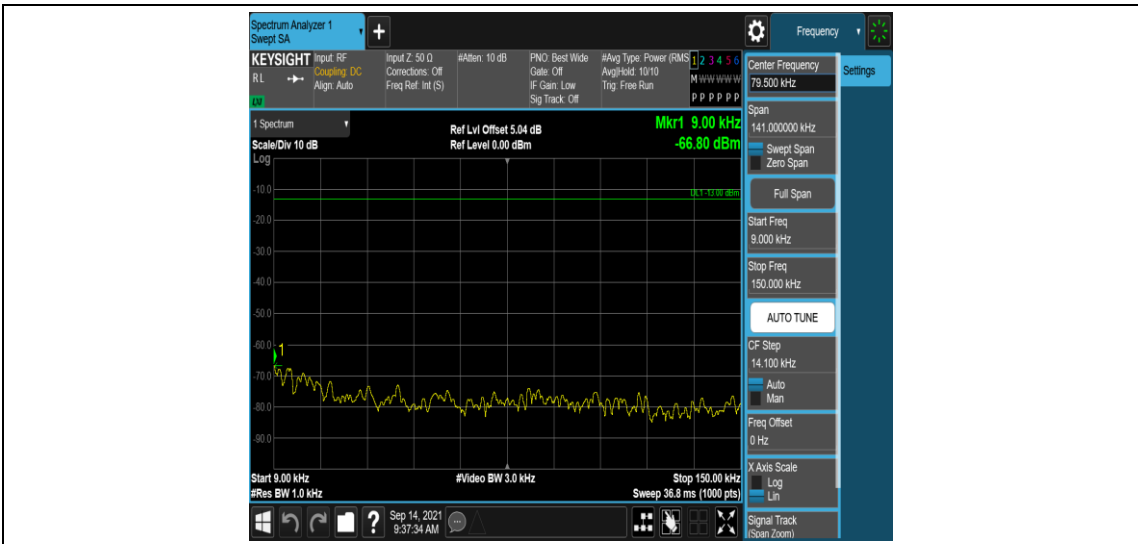 Spectrum Analyzer 1
Swept SA
+
Frequency
KEYSIGHT
RL
LXI
Input: RF
Coupling: DC
Align: Auto
Input Z: 50 Ω
Corrections: Off
Freq Ref: Int (S)
#Atten: 10 dB
PNO: Best Wide
Gate: Off
IF Gain: Low
Sig Track: Off
#Avg Type: Power (RMS
Avg|Hold: 10/10
Trig: Free Run
1 2 3 4 5 6
M W W W W W
P P P P P P
Center Frequency
79.500 kHz
Settings
1 Spectrum
Scale/Div 10 dB
Log
Ref Lvl Offset 5.04 dB
Ref Level 0.00 dBm
Mkr1 9.00 kHz
-66.80 dBm
DL1 -13.00 dBm
-10.0
-20.0
-30.0
-40.0
-50.0
-60.0
-70.0
-80.0
-90.0
1
Start 9.00 kHz
#Res BW 1.0 kHz
#Video BW 3.0 kHz
Stop 150.00 kHz
Sweep 36.8 ms (1000 pts)
Span
141.000000 kHz
Swept Span
Zero Span
Full Span
Start Freq
9.000 kHz
Stop Freq
150.000 kHz
AUTO TUNE
CF Step
14.100 kHz
Auto
Man
Freq Offset
0 Hz
X Axis Scale
Log
Lin
Signal Track
(Span Zoom)
?
Sep 14, 2021
9:37:34 AM